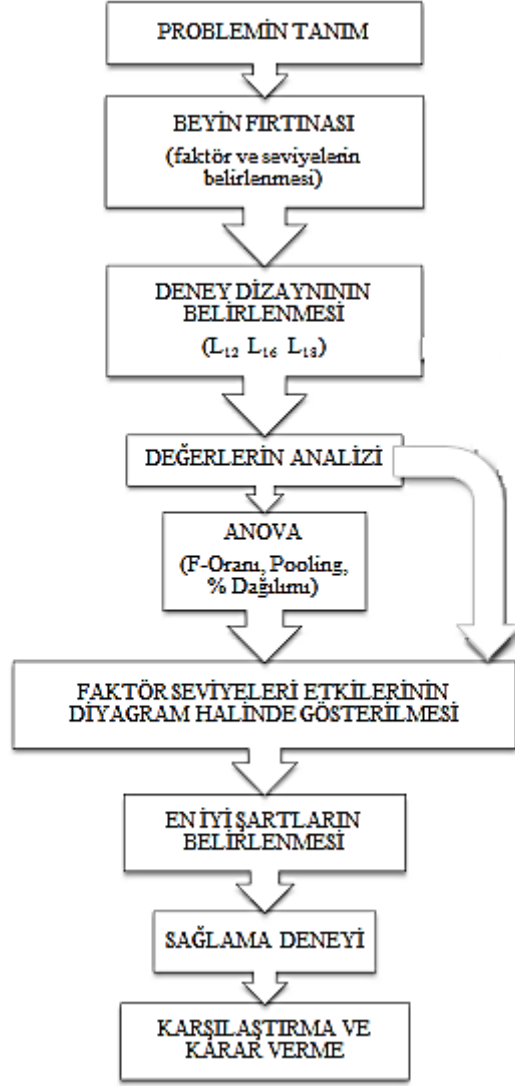 PROBLEMİN TANIM
BEYİN FIRTINASI
(faktör ve seviyelerin
belirlenmesi)
DENEY DİZAYNININ
BELİRLENMESİ
(L₁₂ L₁₆ L₁₈)
DEĞERLERİN ANALİZİ
ANOVA
(F-Oranı, Pooling,
% Dağılımı)
FAKTÖR SEVİYELERİ ETKİLERİNİN
DİYAGRAM HALİNDE GÖSTERİLMESİ
EN İYİ ŞARTLARIN
BELİRLENMESİ
SAĞLAMA DENEYİ
KARŞILAŞTIRMA VE
KARAR VERME